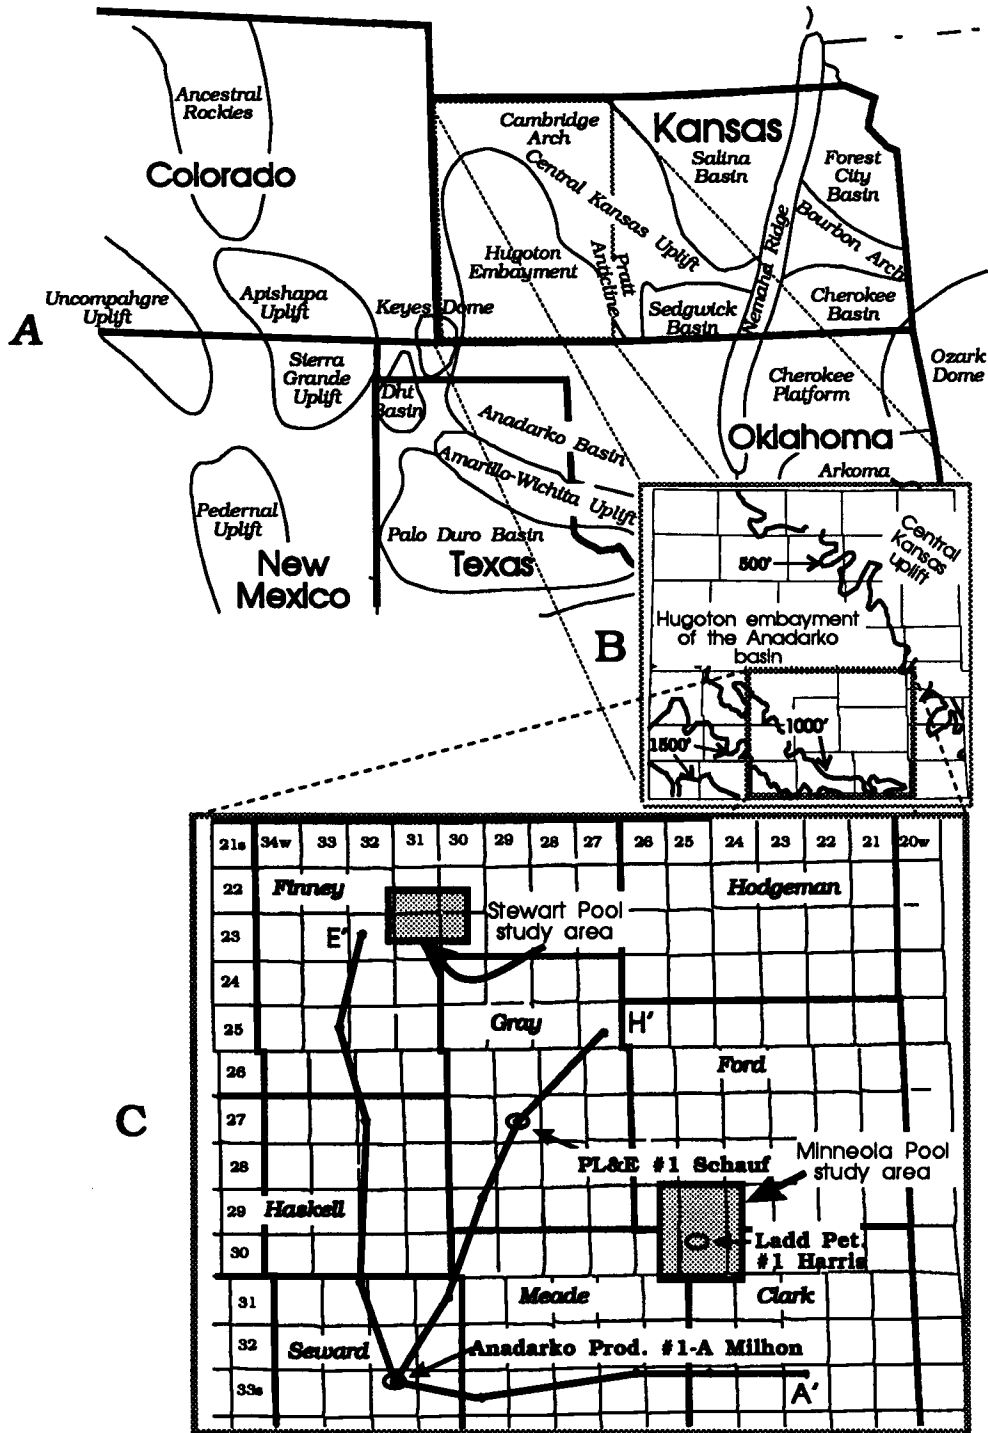 Ancestral
Rockies
Colorado
Cambridge
Arch
Kansas
Salina
Basin
Forest
City
Basin
Central Kansas Uplift
Bourbon Arch
Nemaha Ridge
Hugoton
Embayment
Pratt
Anticline
Uncompahgre
Uplift
Apishapa
Uplift
Keyes Dome
Sedgwick
Basin
Cherokee
Basin
A
Sierra
Grande
Uplift
Dht
Basin
Cherokee
Platform
Ozark
Dome
Anadarko Basin
Oklahoma
Amarillo-Wichita Uplift
Arkoma
Pedernal
Uplift
Palo Duro Basin
Texas
New
Mexico
Central
Kansas
uplift
500'
Hugoton embayment
of the Anadarko
basin
B
1000'
1500'
21s 34w 33 32 31 30 29 28 27 26 25 24 23 22 21 20w
22 Finney Hodgeman
Stewart Pool
study area
23 E'
24
25 Gray H'
26 Ford
C
27
PL&E #1 Schauf
Minneola Pool
study area
28
29 Haskell
Ladd Pet.
#1 Harris
30
31 Meade Clark
32 Seward Anadarko Prod. #1-A Milhon
33s A'